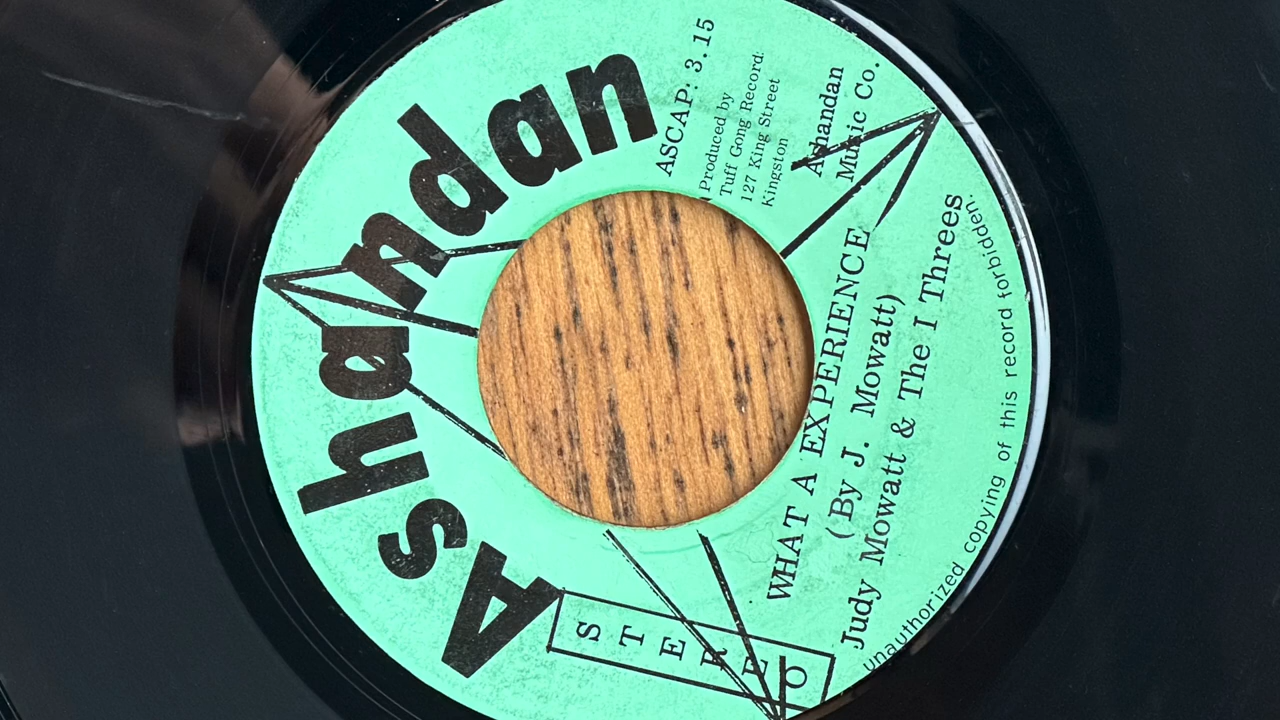 Ashandan
STEREO
ASCAP: 3.15
Produced by
Tuff Gong Record:
127 King Street
Kingston
Ashandan
Music Co.
WHAT A EXPERIENCE
(By J. Mowatt)
Judy Mowatt & The I Threes
unauthorized copying of this record forbidden.